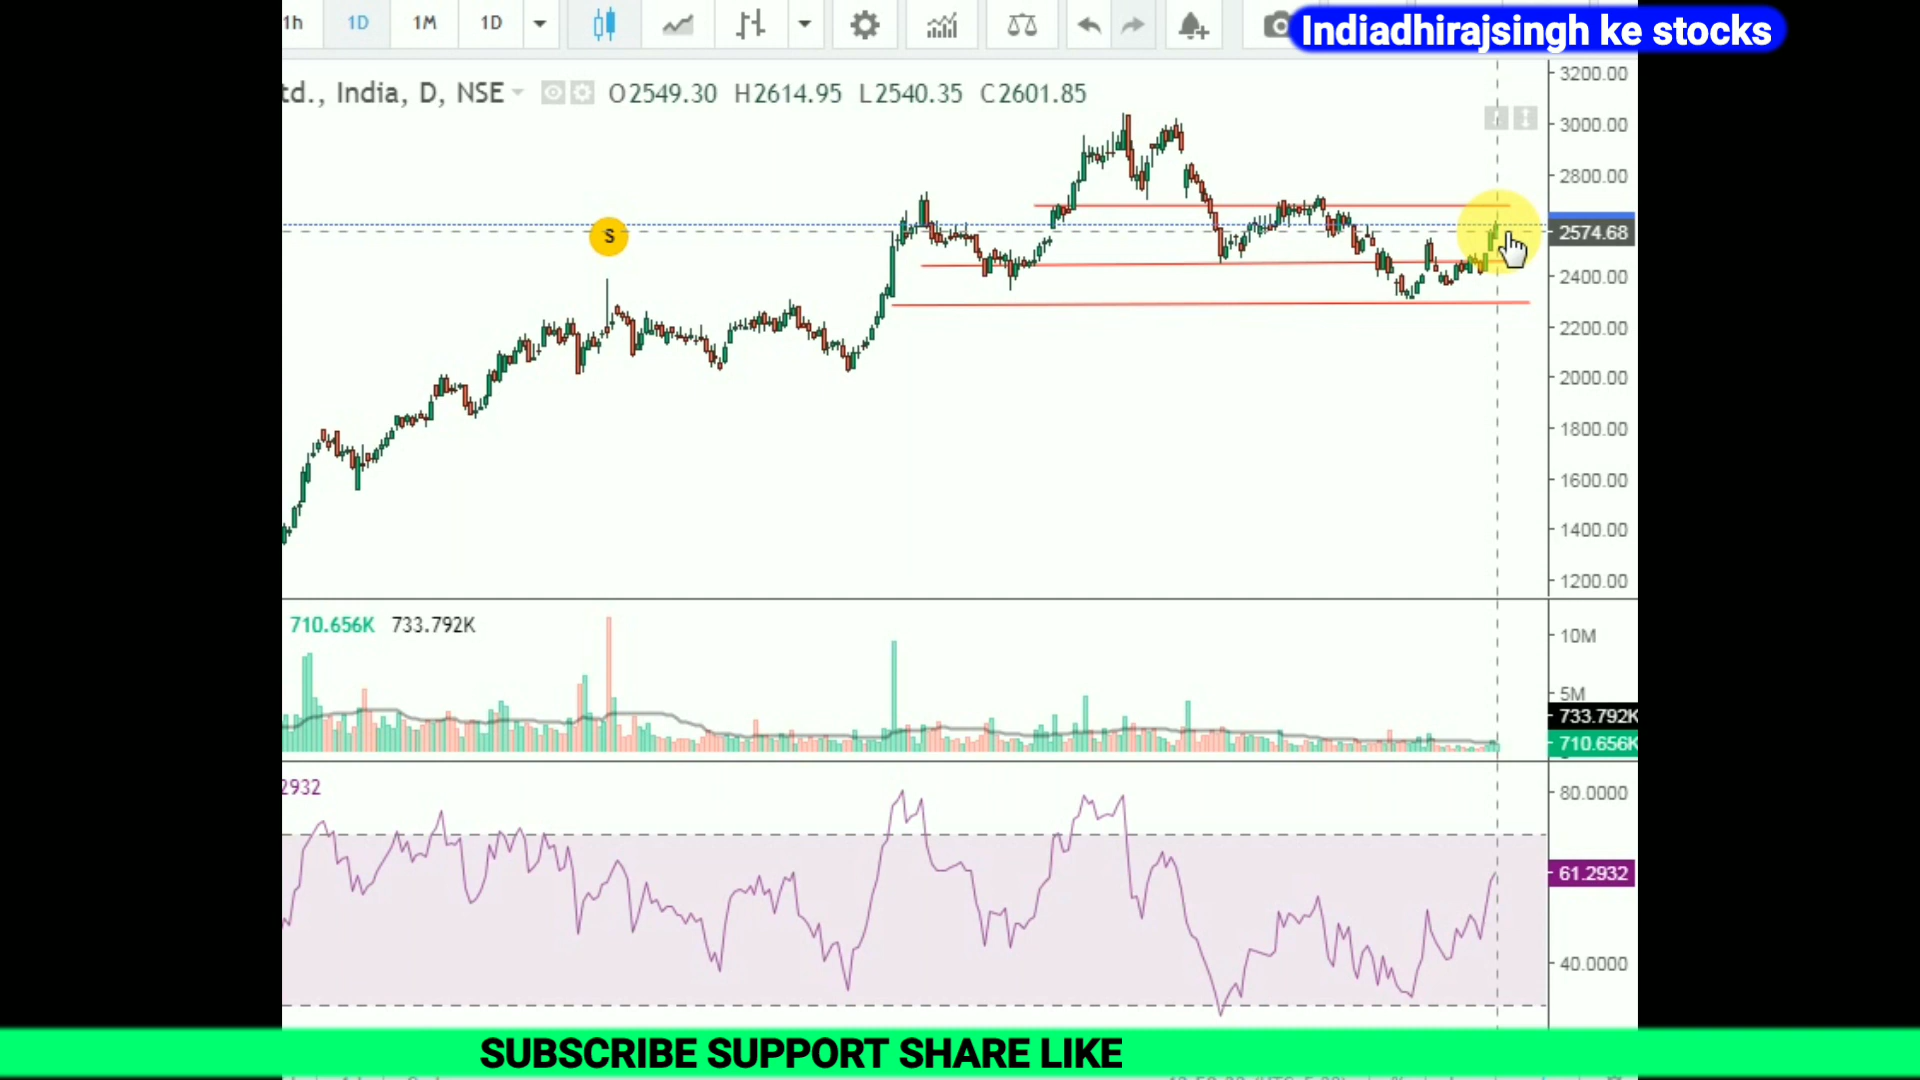 1h 1D 1M 1D
Indiadhirajsingh ke stocks
td., India, D, NSE O2549.30 H2614.95 L2540.35 C2601.85
3200.00
3000.00
2800.00
S
2574.68
2400.00
2200.00
2000.00
1800.00
1600.00
1400.00
1200.00
710.656K 733.792K
10M
5M
733.792K
710.656K
2932
80.0000
61.2932
40.0000
SUBSCRIBE SUPPORT SHARE LIKE